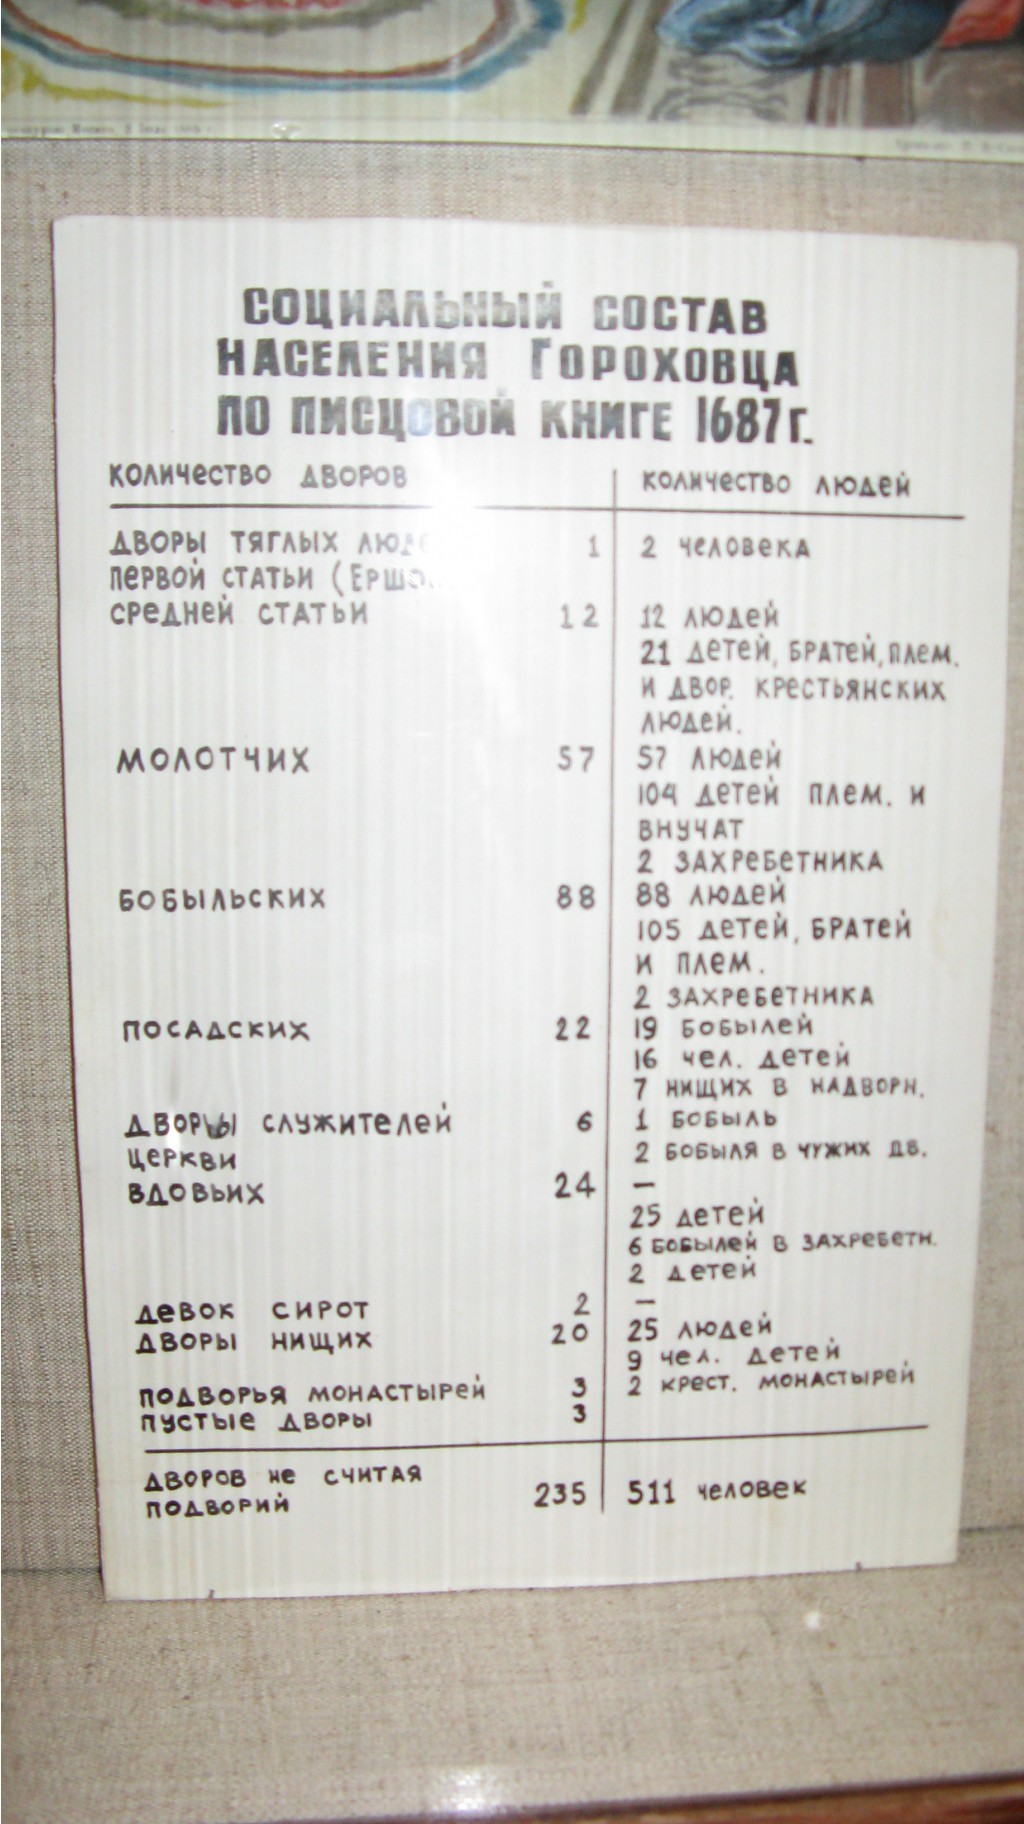 СОЦИАЛЬНЫЙ СОСТАВ
НАСЕЛЕНИЯ ГОРОХОВЦА
ПО ПИСЦОВОЙ КНИГЕ 1687 г.
КОЛИЧЕСТВО ДВОРОВ КОЛИЧЕСТВО ЛЮДЕЙ
ДВОРЫ ТЯГЛЫХ 1 2 ЧЕЛОВЕКА
ПЕРВОЙ СТАТЬИ
СРЕДНЕЙ СТАТЬИ 12 12 ЛЮДЕЙ
21 ДЕТЕЙ, БРАТЕЙ, ПЛЕМ.
И ДВОР. КРЕСТЬЯНСКИХ
ЛЮДЕЙ.
МОЛОТЧИХ 57 57 ЛЮДЕЙ
104 ДЕТЕЙ ПЛЕМ. И
ВНУЧАТ
2 ЗАХРЕБЕТНИКА
БОБЫЛЬСКИХ 88 88 ЛЮДЕЙ
105 ДЕТЕЙ, БРАТЕЙ
И ПЛЕМ.
2 ЗАХРЕБЕТНИКА
ПОСАДСКИХ 22 19 БОБЫЛЕЙ
16 ЧЕЛ. ДЕТЕЙ
7 НИЩИХ В НАДВОРН.
ДВОРЫ СЛУЖИТЕЛЕЙ 6 1 БОБЫЛЬ
ЦЕРКВИ 2 БОБЫЛЯ В ЧУЖИХ ДВ.
ВДОВЬИХ 24 —
25 ДЕТЕЙ
6 БОБЫЛЕЙ В ЗАХРЕБЕТН.
2 ДЕТЕЙ
ДЕВОК СИРОТ 2 —
ДВОРЫ НИЩИХ 20 25 ЛЮДЕЙ
9 ЧЕЛ. ДЕТЕЙ
ПОДВОРЬЯ МОНАСТЫРЕЙ 3 2 КРЕСТ. МОНАСТЫРЕЙ
ПУСТЫЕ ДВОРЫ 3
ДВОРОВ НЕ СЧИТАЯ
ПОДВОРИЙ 235 511 ЧЕЛОВЕК